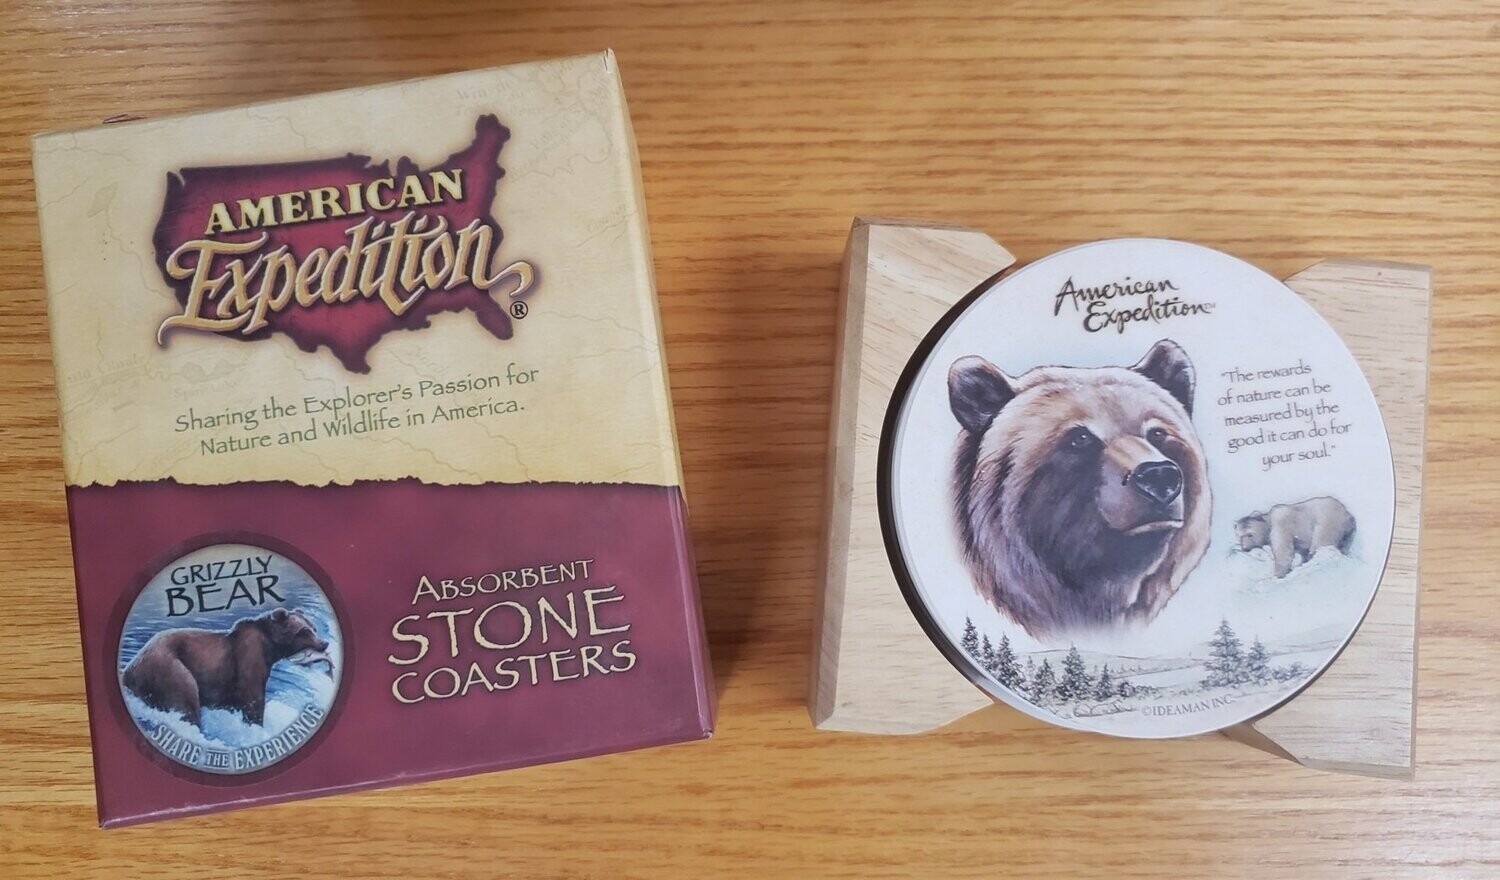 AMERICAN
Expedition
®
Sharing the Explorer's Passion for
Nature and Wildlife in America.
GRIZZLY
BEAR
SHARE THE EXPERIENCE
ABSORBENT
STONE
COASTERS
American
Expedition™
"The rewards
of nature can be
measured by the
good it can do for
your soul."
©IDEAMAN INC.